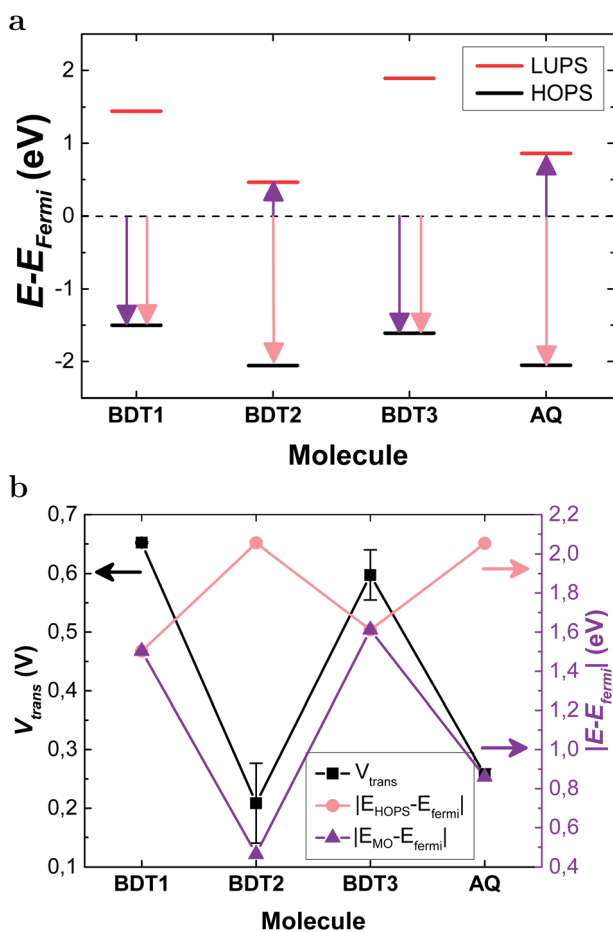 a
E-E_Fermi (eV)
2
1
0
-1
-2
LUPS
HOPS
BDT1 BDT2 BDT3 AQ
Molecule
b
V_trans (V)
0,7
0,6
0,5
0,4
0,3
0,2
0,1
2,2
2,0
1,8
1,6
1,4
1,2
1,0
0,8
0,6
0,4
|E-E_fermi| (eV)
V_trans
|E_HOPS-E_fermi|
|E_MO-E_fermi|
BDT1 BDT2 BDT3 AQ
Molecule